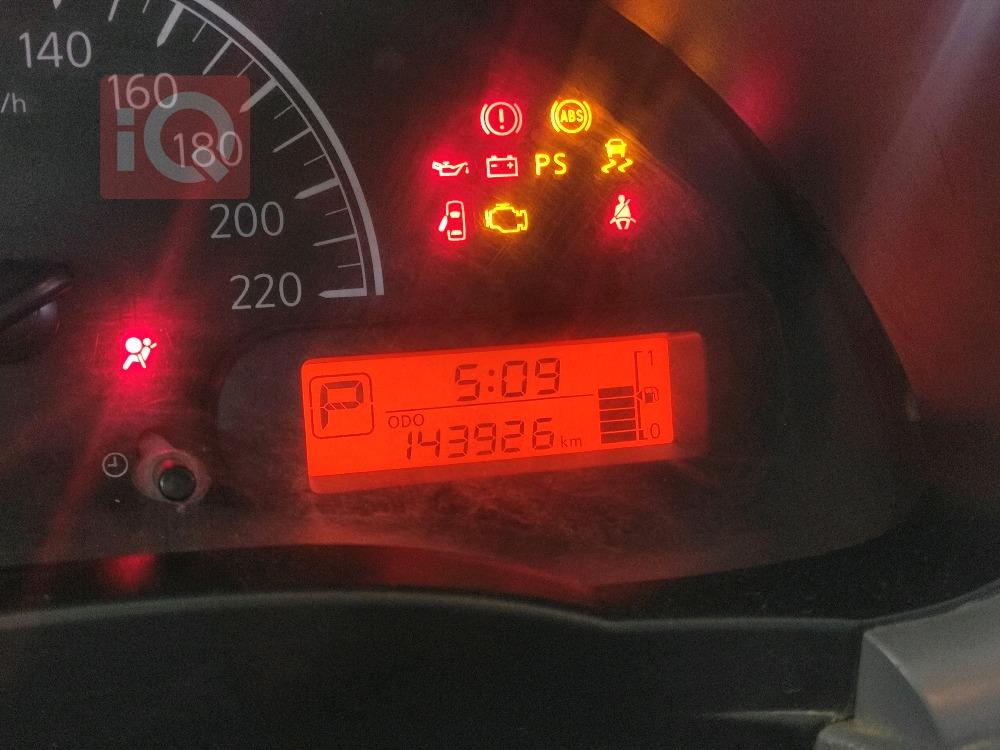 140
/h
160
iQ
180
200
220
ABS
PS
P
5:09
ODO
143926 km
1
0